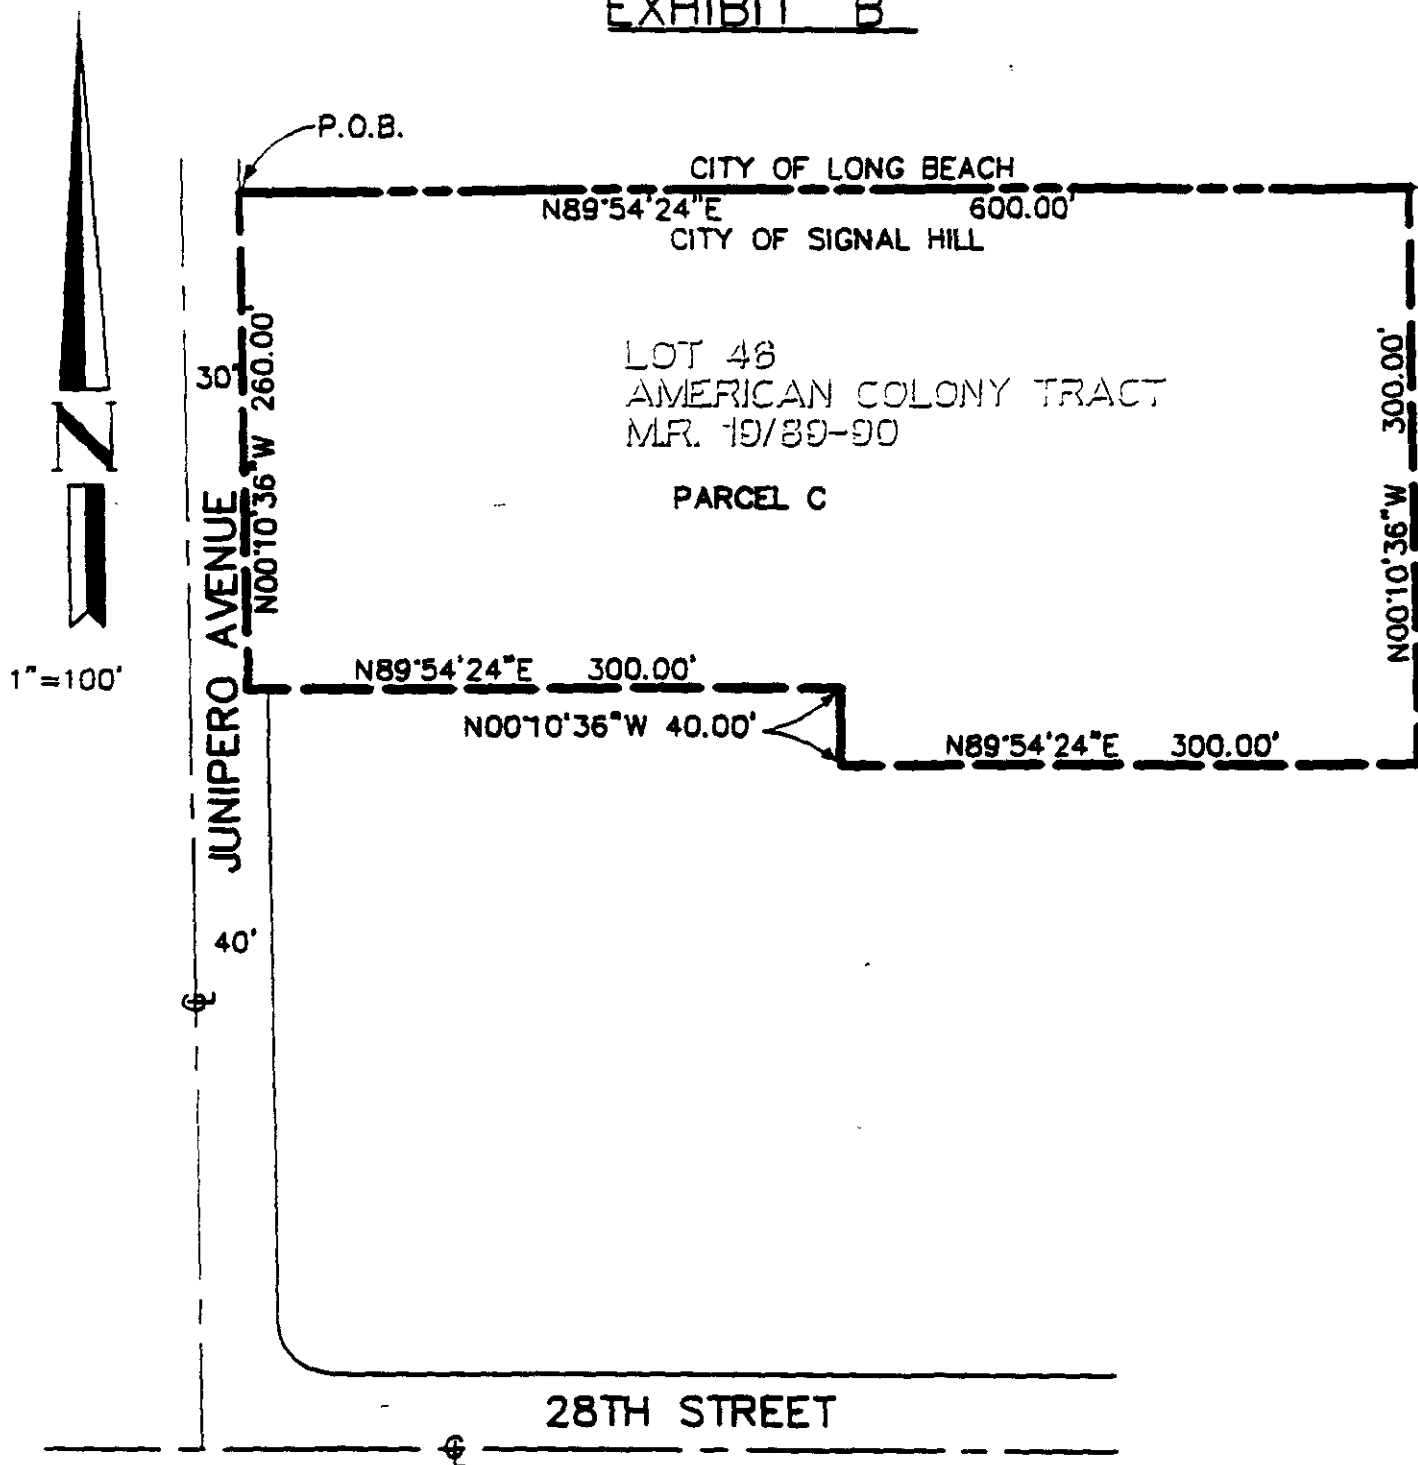 EXHIBIT B
P.O.B.
CITY OF LONG BEACH
N89°54'24"E 600.00'
CITY OF SIGNAL HILL
30'
N00°10'36"W 260.00'
LOT 48
AMERICAN COLONY TRACT
M.R. 19/89-90
PARCEL C
N00°10'36"W 300.00'
N
1"=100'
JUNIPERO AVENUE
N89°54'24"E 300.00'
N00°10'36"W 40.00'
N89°54'24"E 300.00'
40'
℄
28TH STREET
℄